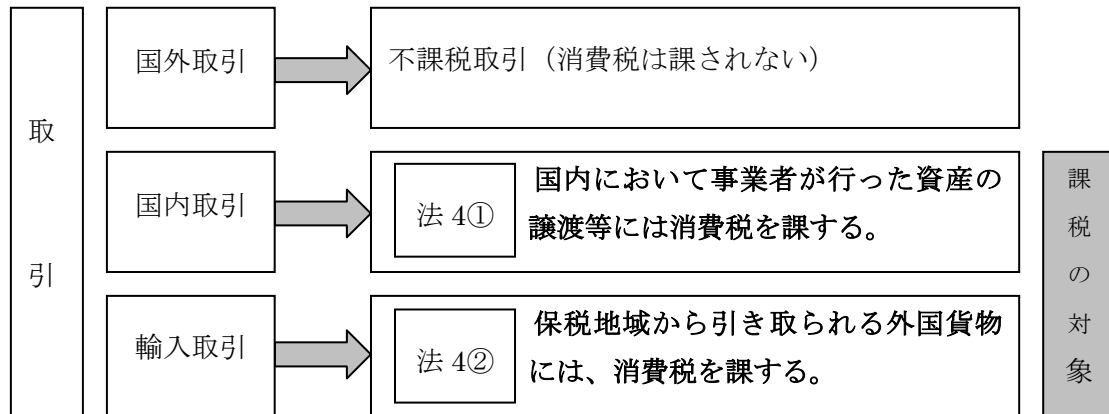 取引
国外取引
不課税取引（消費税は課されない）
国内取引
法 4①
国内において事業者が行った資産の
譲渡等には消費税を課する。
輸入取引
法 4②
保税地域から引き取られる外国貨物
には、消費税を課する。
課税の対象